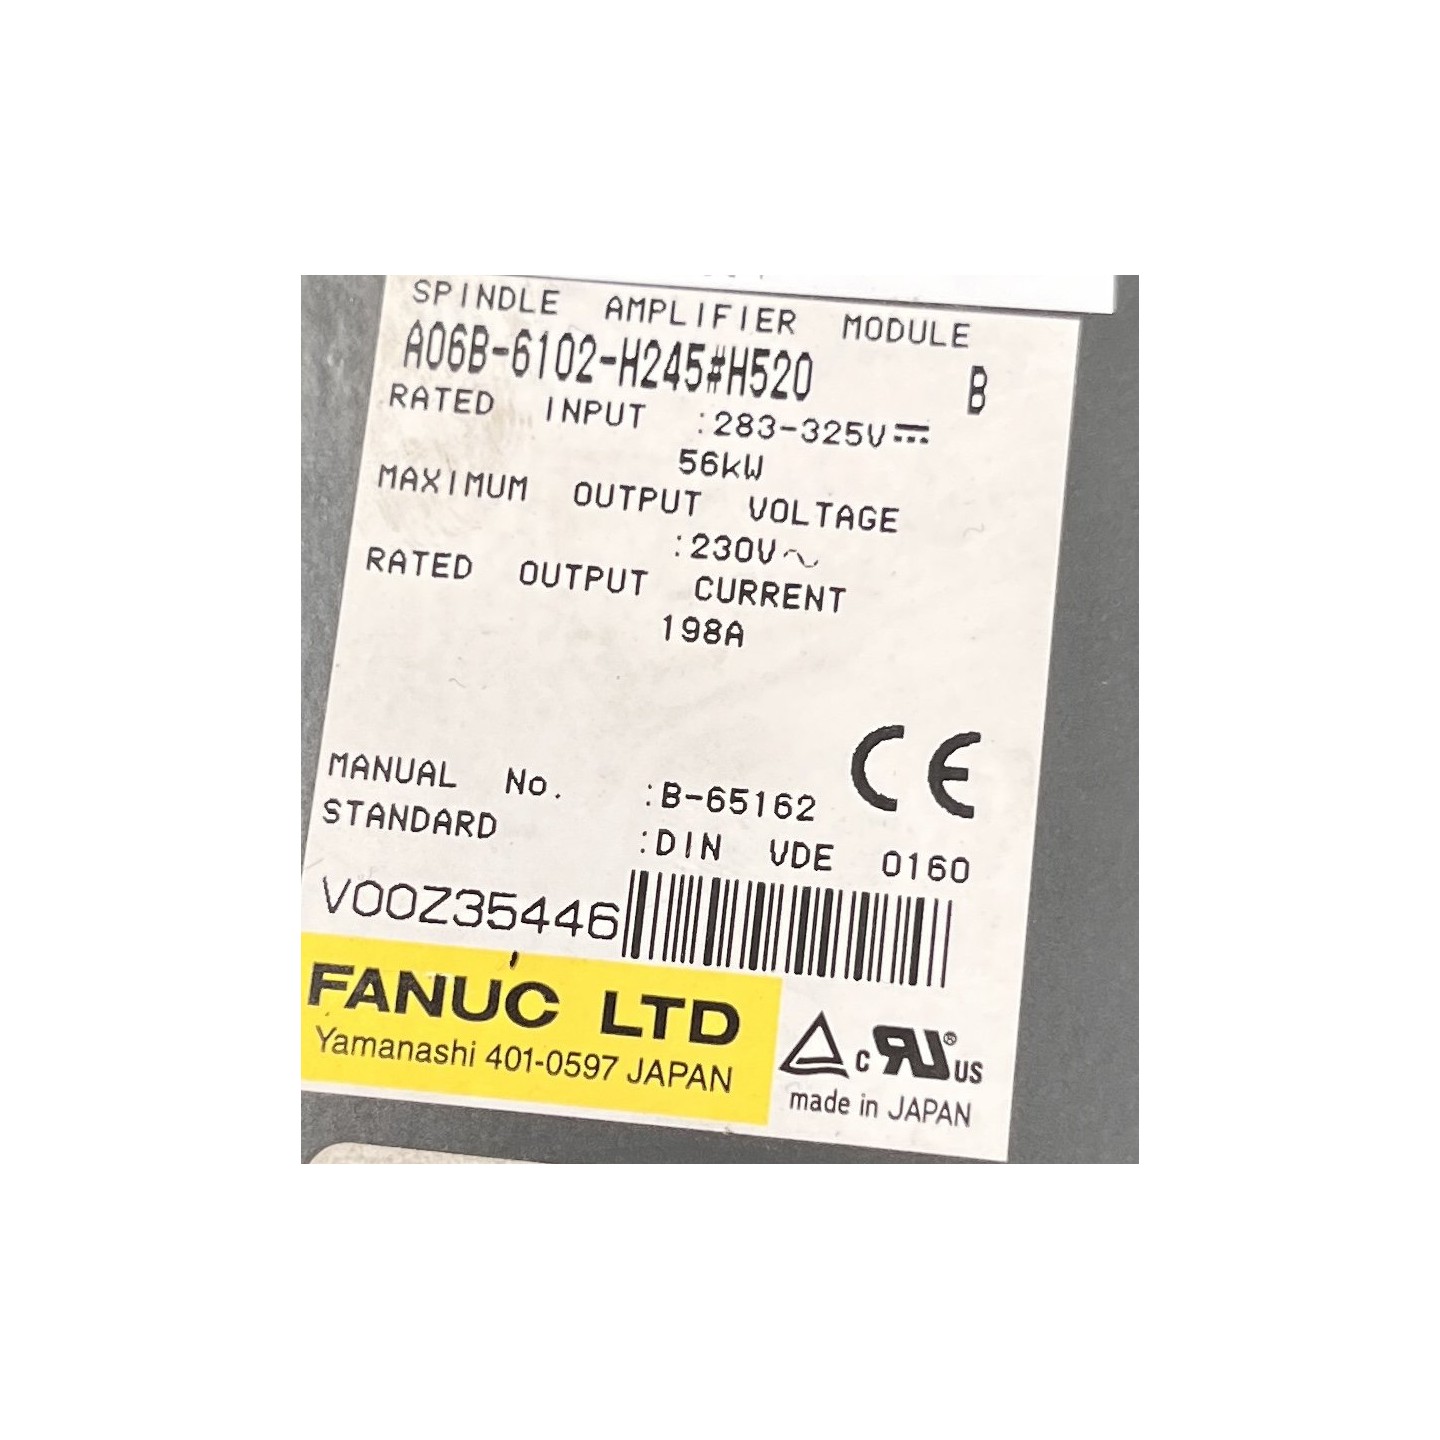 SPINDLE AMPLIFIER MODULE
A06B-6102-H245#H520 B
RATED INPUT :283-325V⎓
56kW
MAXIMUM OUTPUT VOLTAGE
:230V~
RATED OUTPUT CURRENT
198A
CE
MANUAL No. :B-65162
STANDARD :DIN VDE 0160
V00Z35446
FANUC LTD
Yamanashi 401-0597 JAPAN
c RU® US
made in JAPAN